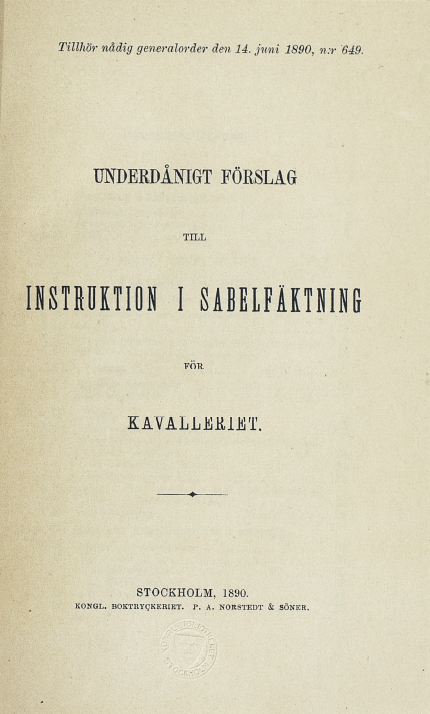 Tillhör nådig generalorder den 14. juni 1890, n:r 649.
UNDERDÅNIGT FÖRSLAG
TILL
INSTRUKTION I SABELFÄKTNING
FÖR
KAVALLERIET.
STOCKHOLM, 1890.
KONGL. BOKTRYCKERIET. P. A. NORSTEDT & SÖNER.